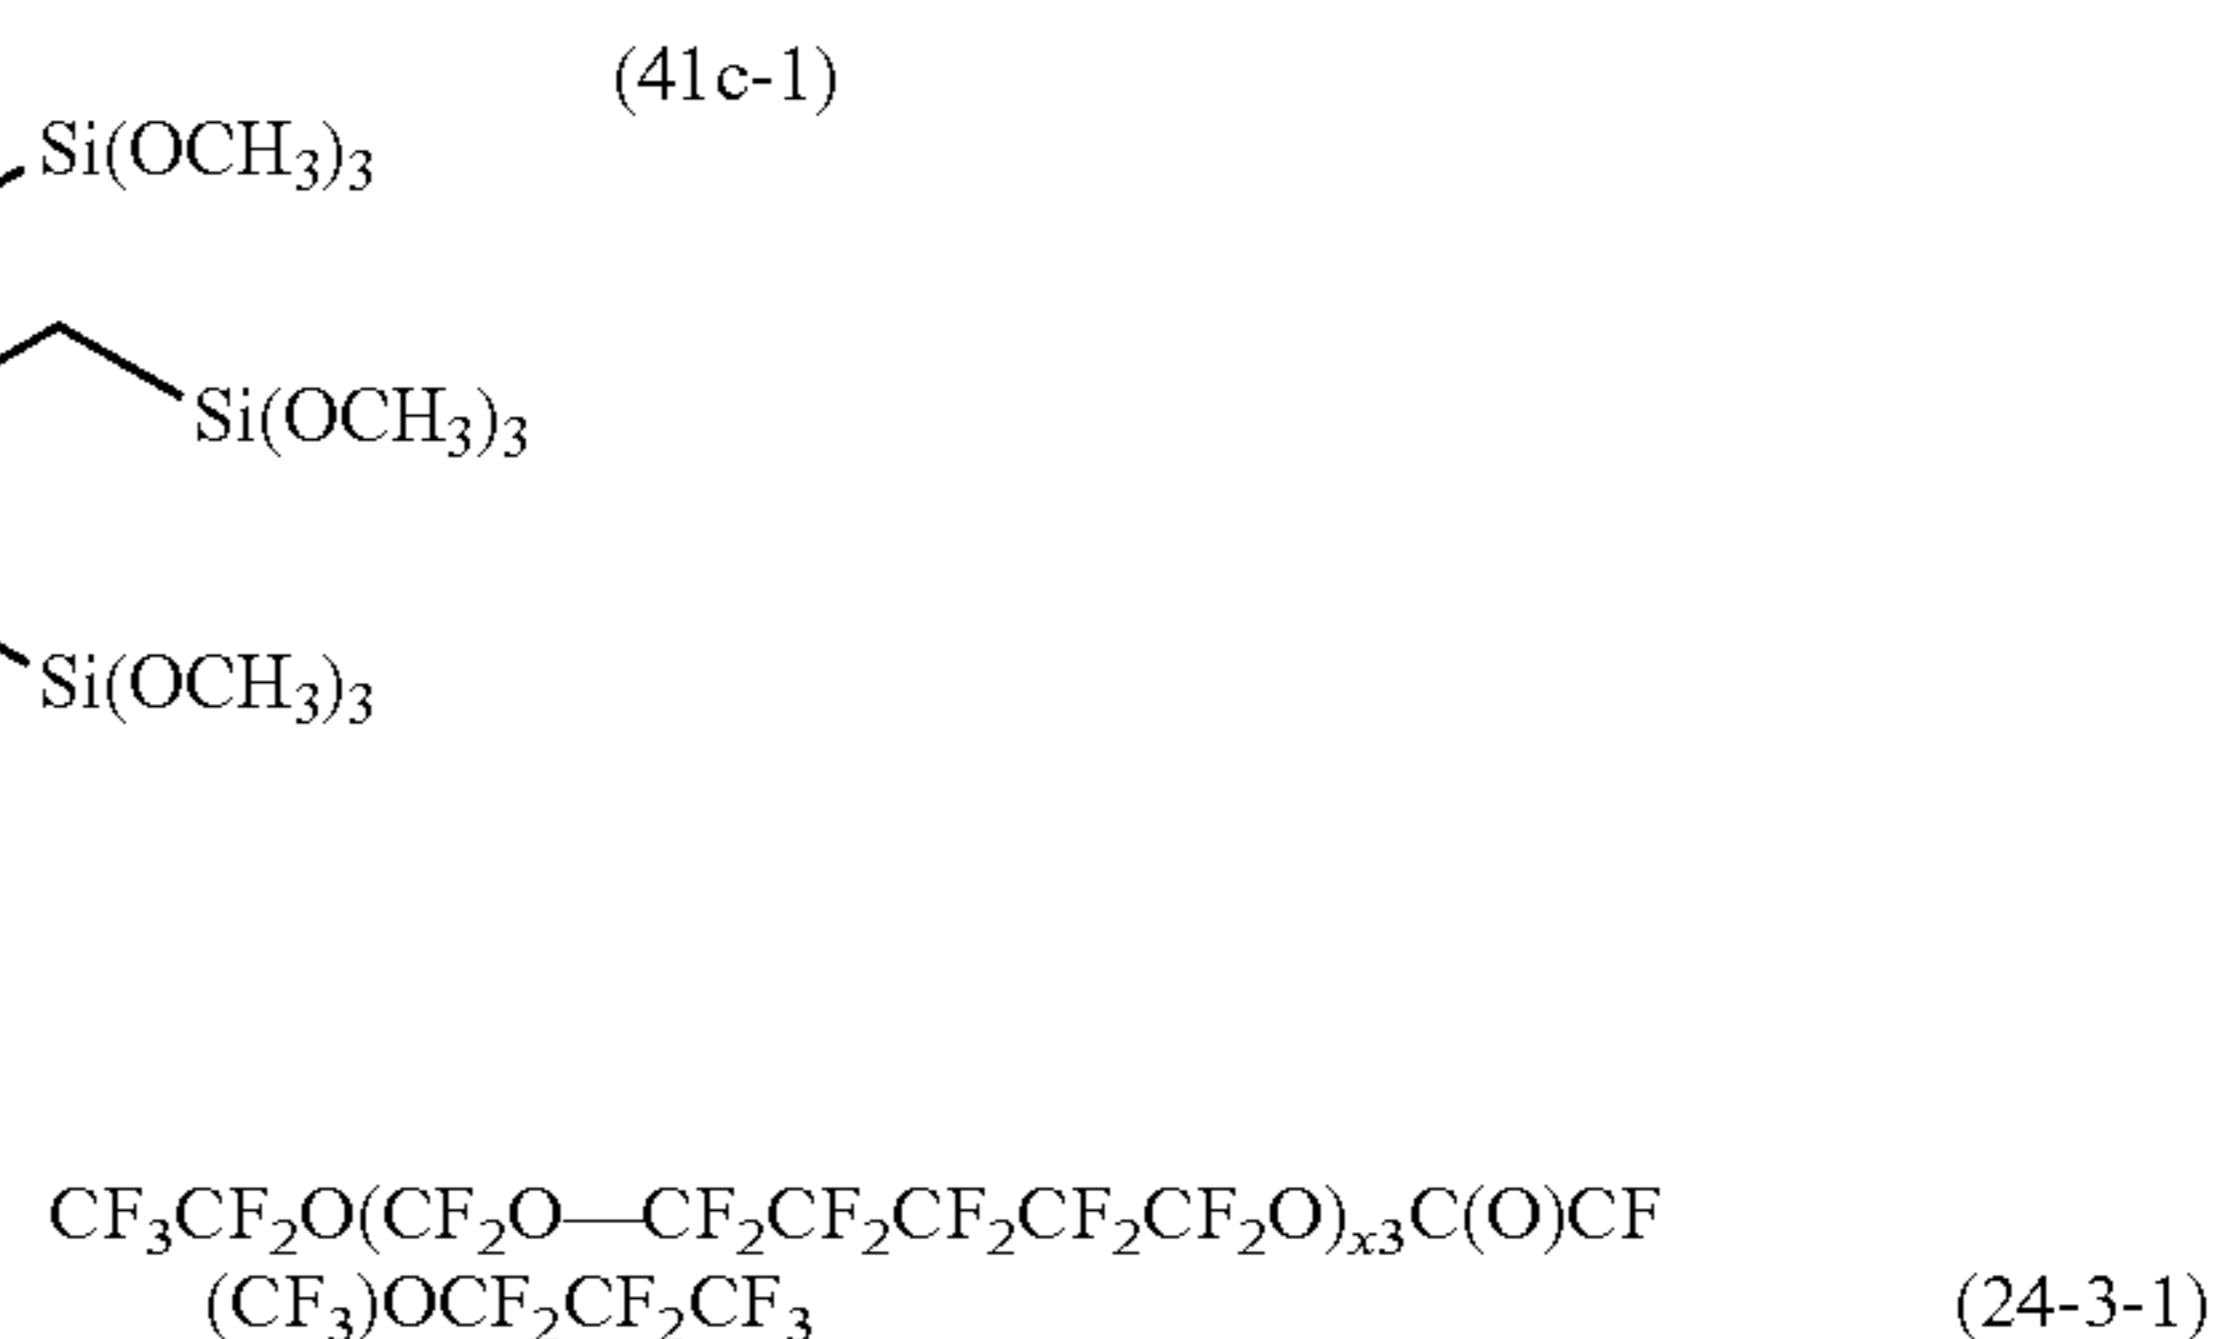 (41c-1)
Si(OCH₃)₃
Si(OCH₃)₃
Si(OCH₃)₃
CF₃CF₂O(CF₂O—CF₂CF₂CF₂CF₂CF₂O)ₓ₃C(O)CF
(CF₃)OCF₂CF₂CF₃ (24-3-1)